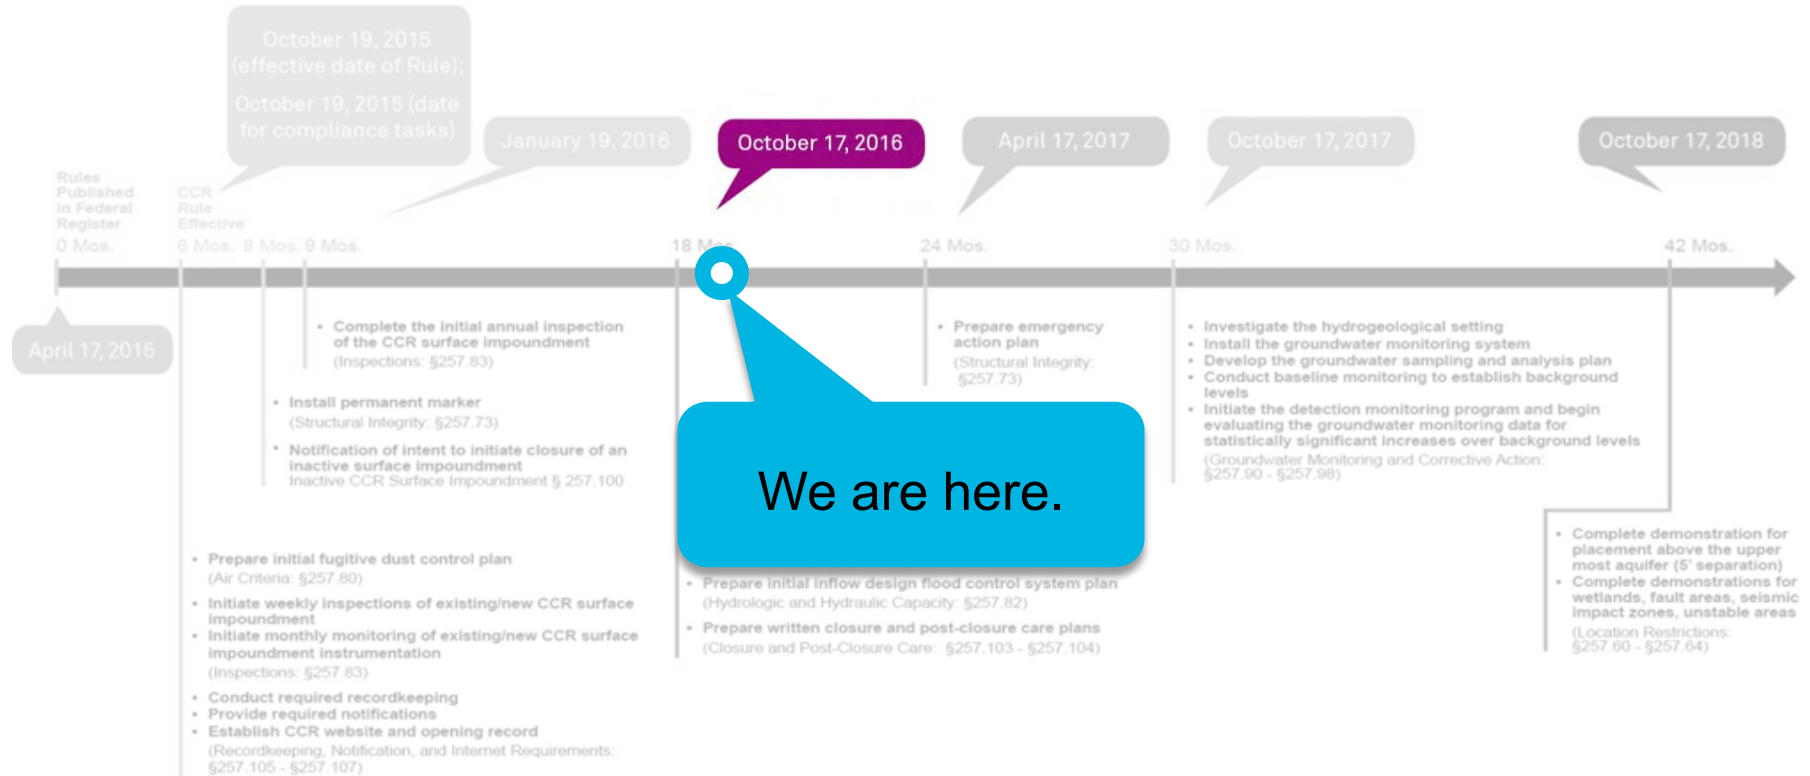 October 19, 2015
(effective date of Rule);
October 19, 2015 (date
for compliance tasks)
January 19, 2016
October 17, 2016
April 17, 2017
October 17, 2017
October 17, 2018
Rules
Published
in Federal
Register
0 Mos.
CCR
Rule
Effective
6 Mos.
8 Mos.
9 Mos.
18 Mos.
24 Mos.
30 Mos.
42 Mos.
April 17, 2015
• Complete the initial annual inspection
of the CCR surface impoundment
(Inspections: §257.83)
• Install permanent marker
(Structural Integrity: §257.73)
• Notification of intent to initiate closure of an
inactive surface impoundment
Inactive CCR Surface Impoundment § 257.100
• Prepare initial fugitive dust control plan
(Air Criteria: §257.80)
• Initiate weekly inspections of existing/new CCR surface
impoundment
• Initiate monthly monitoring of existing/new CCR surface
impoundment instrumentation
(Inspections: §257.83)
• Conduct required recordkeeping
• Provide required notifications
• Establish CCR website and opening record
(Recordkeeping, Notification, and Internet Requirements:
§257.105 - §257.107)
We are here.
• Prepare initial inflow design flood control system plan
(Hydrologic and Hydraulic Capacity: §257.82)
• Prepare written closure and post-closure care plans
(Closure and Post-Closure Care: §257.103 - §257.104)
• Prepare emergency
action plan
(Structural Integrity:
§257.73)
• Investigate the hydrogeological setting
• Install the groundwater monitoring system
• Develop the groundwater sampling and analysis plan
• Conduct baseline monitoring to establish background
levels
• Initiate the detection monitoring program and begin
evaluating the groundwater monitoring data for
statistically significant increases over background levels
(Groundwater Monitoring and Corrective Action:
§257.90 - §257.98)
• Complete demonstration for
placement above the upper
most aquifer (5' separation)
• Complete demonstrations for
wetlands, fault areas, seismic
impact zones, unstable areas
(Location Restrictions:
§257.60 - §257.64)